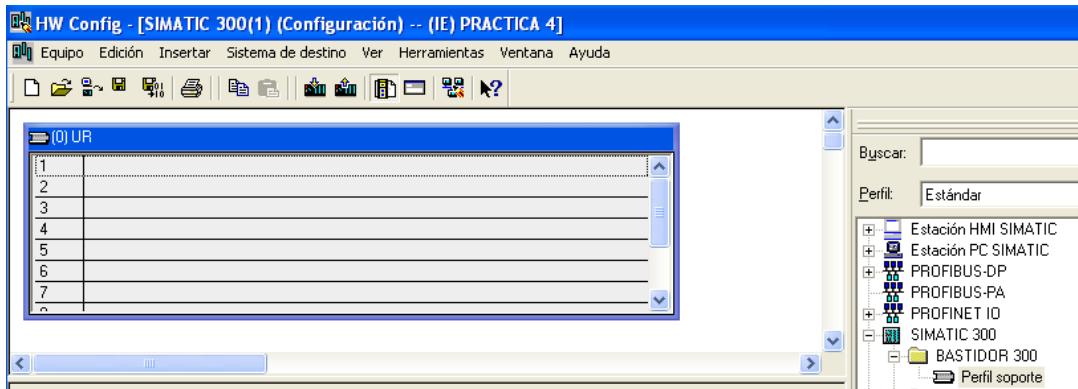 HW Config - [SIMATIC 300(1) (Configuración) -- (IE) PRACTICA 4]
Equipo Edición Insertar Sistema de destino Ver Herramientas Ventana Ayuda
(0) UR
1
2
3
4
5
6
7
Buscar:
Perfil: Estándar
Estación HMI SIMATIC
Estación PC SIMATIC
PROFIBUS-DP
PROFIBUS-PA
PROFINET IO
SIMATIC 300
BASTIDOR 300
Perfil soporte